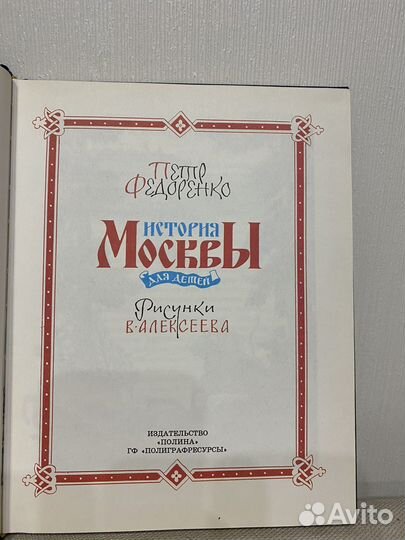 Петр
Федоренко
ИСТОРИЯ
МОСКВЫ
для детей
Рисунки
В. АЛЕКСЕЕВА
ИЗДАТЕЛЬСТВО
«ПОЛИНА»
ГФ «ПОЛИГРАФРЕСУРСЫ»
Avito